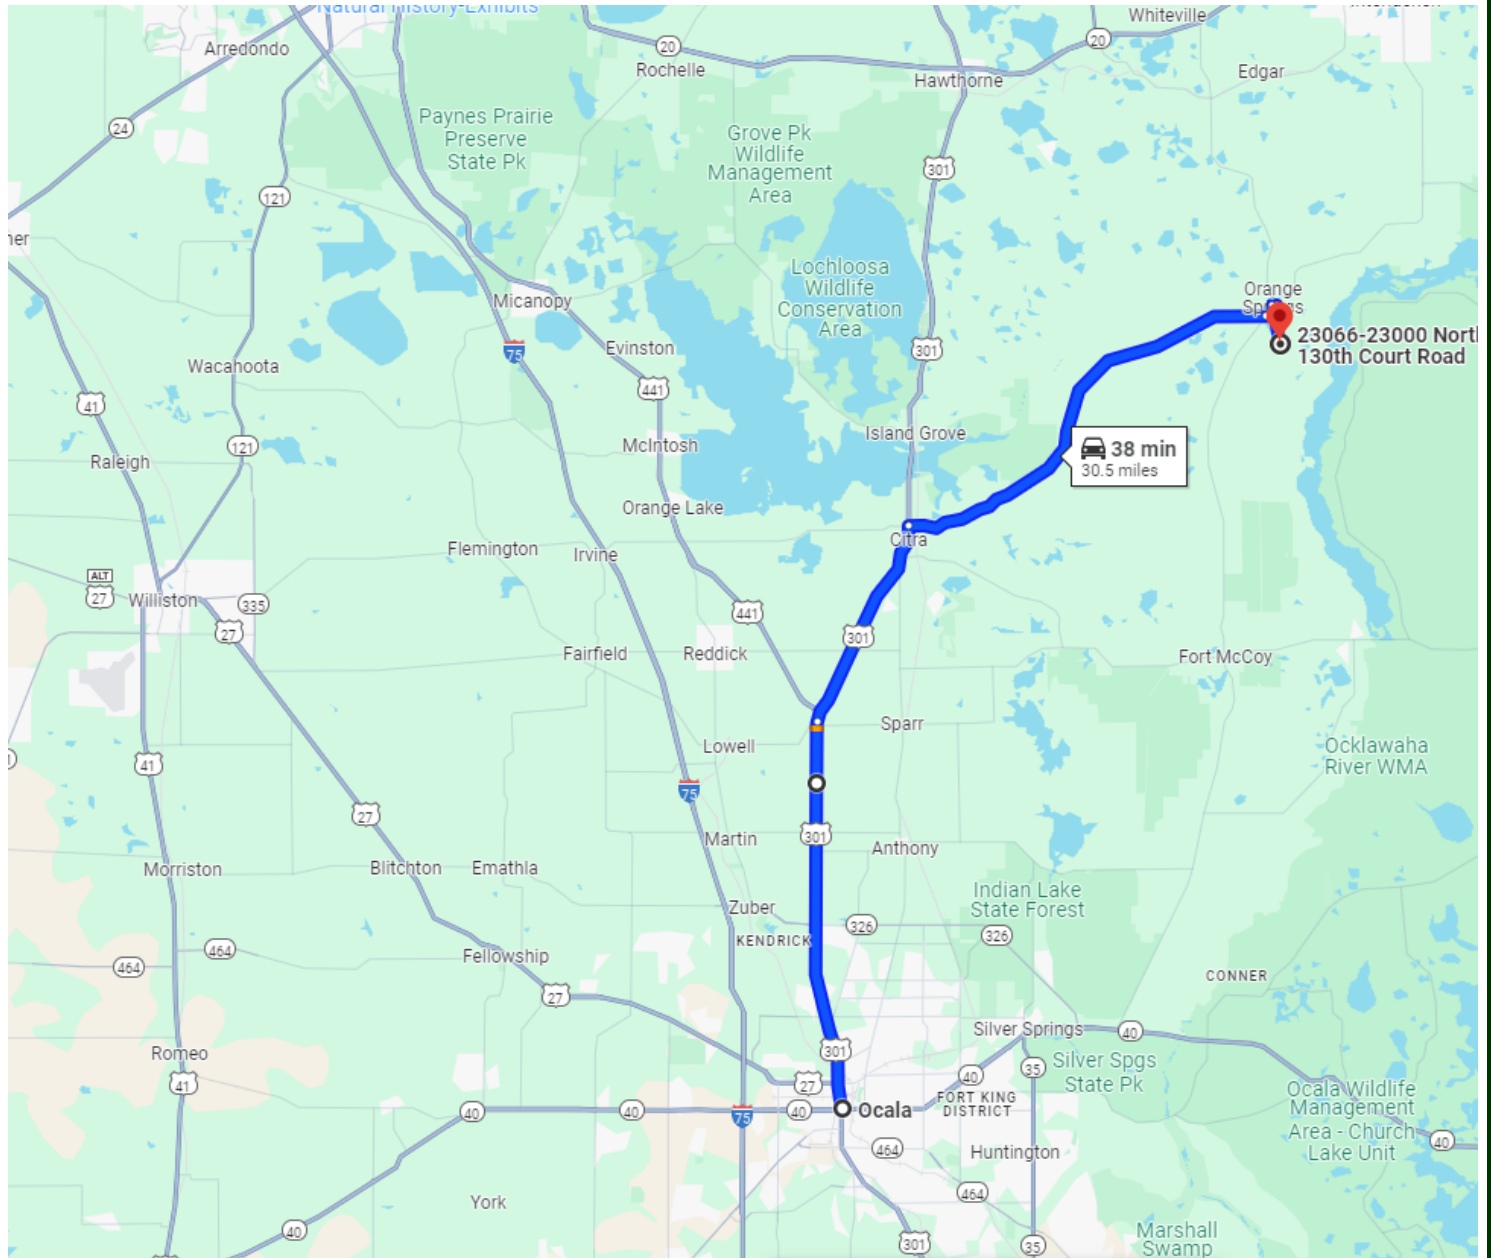 Natural History-Exhibits
Whiteville
Arredondo
20
20
Rochelle
Edgar
Hawthorne
Paynes Prairie
Preserve
State Pk
24
Grove Pk
Wildlife
Management
Area
301
121
Lochloosa
Wildlife
Conservation
Area
Orange
Springs
Micanopy
23066-23000 North
130th Court Road
75
Evinston
301
Wacahoota
441
41
Island Grove
121
McIntosh
38 min
30.5 miles
Raleigh
Orange Lake
Citra
Flemington
Irvine
ALT
27
Williston
335
441
27
301
Fairfield
Reddick
Fort McCoy
Sparr
Lowell
Ocklawaha
River WMA
41
75
27
301
Martin
Anthony
Morriston
Blitchton
Emathla
Indian Lake
State Forest
Zuber
326
326
KENDRICK
464
464
Fellowship
CONNER
27
Silver Springs
40
301
Romeo
Silver Spgs
State Pk
35
40
41
27
Ocala Wildlife
Management
Area - Church
Lake Unit
FORT KING
DISTRICT
40
40
75
40
Ocala
40
464
Huntington
464
York
40
301
35
Marshall
Swamp